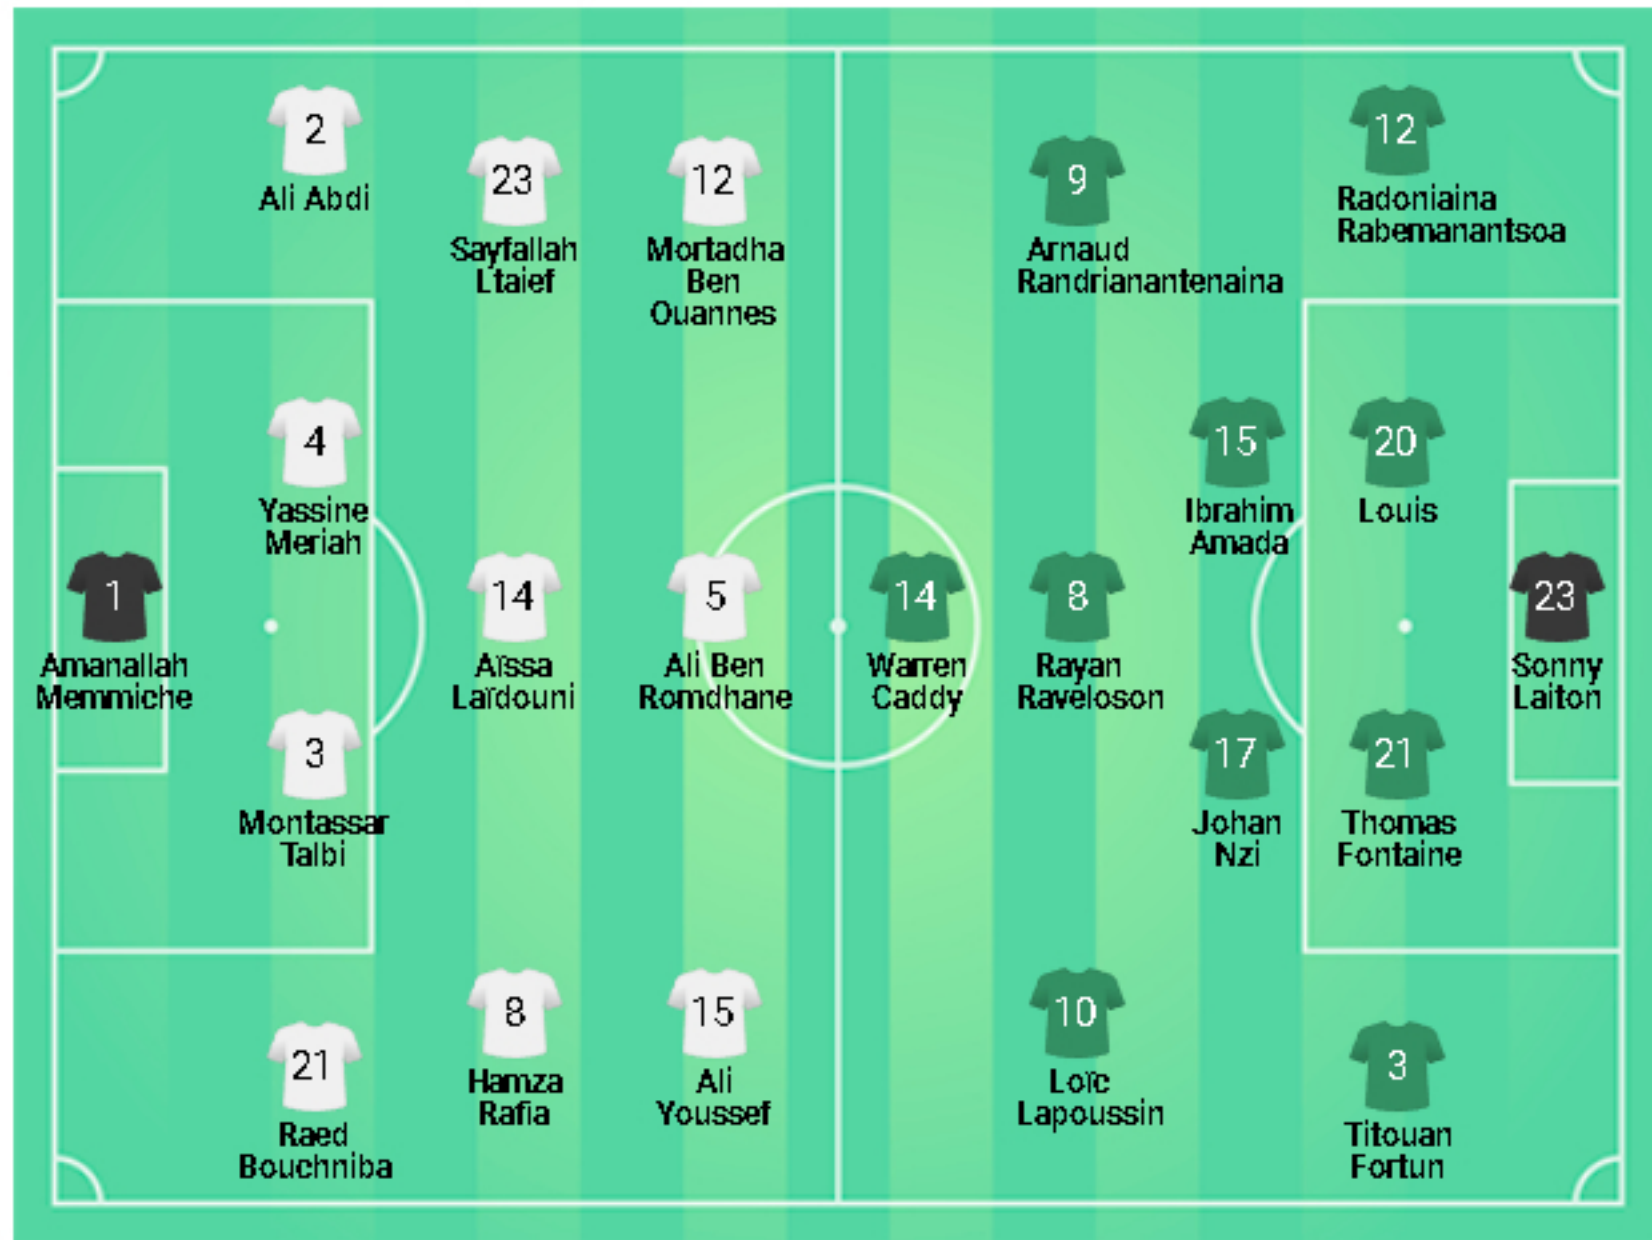 2
Ali Abdi
23
Sayfallah
Ltaief
12
Mortadha
Ben
Ouannes
9
Arnaud
Randrianantenaina
12
Radoniaina
Rabemanantsoa
4
Yassine
Meriah
15
Ibrahim
Amada
20
Louis
1
Amanallah
Memmiche
14
Aïssa
Laïdouni
5
Ali Ben
Romdhane
14
Warren
Caddy
8
Rayan
Raveloson
23
Sonny
Laiton
3
Montassar
Talbi
17
Johan
Nzi
21
Thomas
Fontaine
21
Raed
Bouchniba
8
Hamza
Rafia
15
Ali
Youssef
10
Loïc
Lapoussin
3
Titouan
Fortun